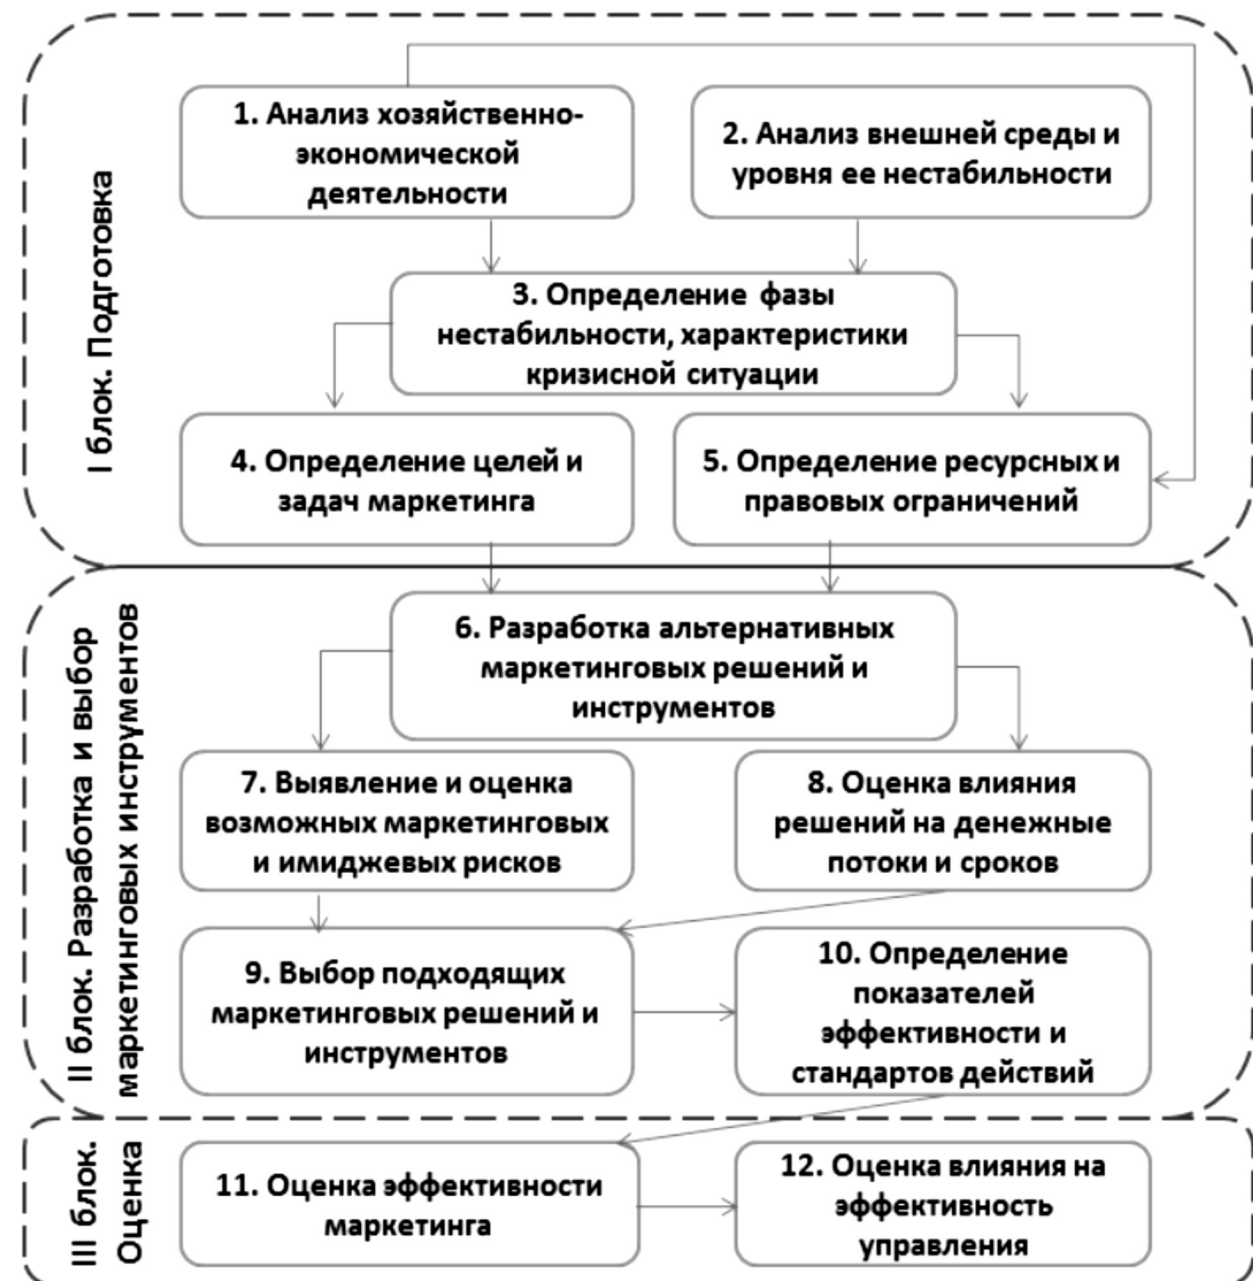 I блок. Подготовка
1. Анализ хозяйственно-
экономической
деятельности
2. Анализ внешней среды и
уровня ее нестабильности
3. Определение фазы
нестабильности, характеристики
кризисной ситуации
4. Определение целей и
задач маркетинга
5. Определение ресурсных и
правовых ограничений
II блок. Разработка и выбор
маркетинговых инструментов
6. Разработка альтернативных
маркетинговых решений и
инструментов
7. Выявление и оценка
возможных маркетинговых
и имиджевых рисков
8. Оценка влияния
решений на денежные
потоки и сроков
9. Выбор подходящих
маркетинговых решений и
инструментов
10. Определение
показателей
эффективности и
стандартов действий
III блок.
Оценка
11. Оценка эффективности
маркетинга
12. Оценка влияния на
эффективность
управления